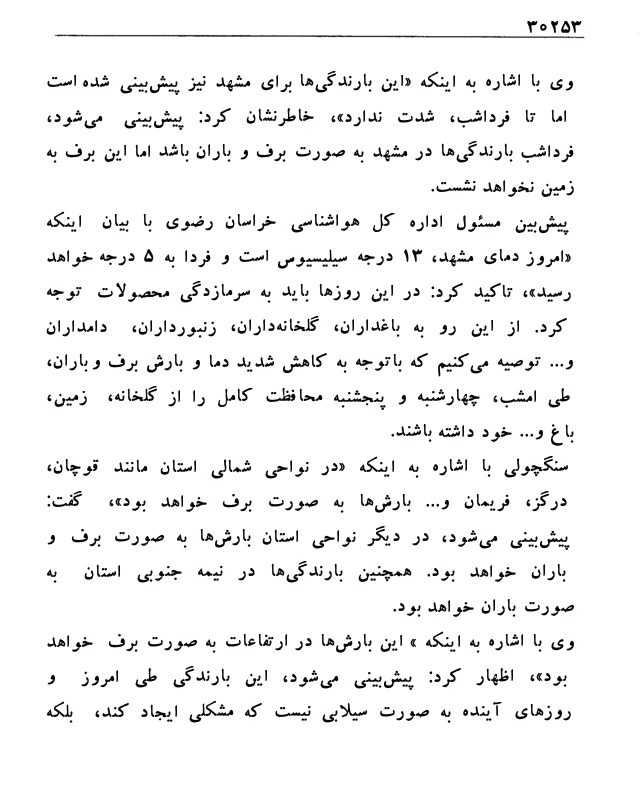 ۳۰۲۵۳
وی با اشاره به اینکه «این بارندگی‌ها برای مشهد نیز پیش‌بینی شده است
اما تا فرداشب، شدت ندارد»، خاطرنشان کرد: پیش‌بینی می‌شود،
فرداشب بارندگی‌ها در مشهد به صورت برف و باران باشد اما این برف به
زمین نخواهد نشست.
پیش‌بین مسئول اداره کل هواشناسی خراسان رضوی با بیان اینکه
«امروز دمای مشهد، ۱۳ درجه سیلیسیوس است و فردا به ۵ درجه خواهد
رسید»، تاکید کرد: در این روزها باید به سرمازدگی محصولات توجه
کرد. از این رو به باغداران، گلخانه‌داران، زنبورداران، دامداران
و... توصیه می‌کنیم که باتوجه به کاهش شدید دما و بارش برف و باران،
طی امشب، چهارشنبه و پنجشنبه محافظت کامل را از گلخانه، زمین،
باغ و... خود داشته باشند.
سنگچولی با اشاره به اینکه «در نواحی شمالی استان مانند قوچان،
درگز، فریمان و... بارش‌ها به صورت برف خواهد بود»، گفت:
پیش‌بینی می‌شود، در دیگر نواحی استان بارش‌ها به صورت برف و
باران خواهد بود. همچنین بارندگی‌ها در نیمه جنوبی استان به
صورت باران خواهد بود.
وی با اشاره به اینکه » این بارش‌ها در ارتفاعات به صورت برف خواهد
بود»، اظهار کرد: پیش‌بینی می‌شود، این بارندگی طی امروز و
روزهای آینده به صورت سیلابی نیست که مشکلی ایجاد کند، بلکه